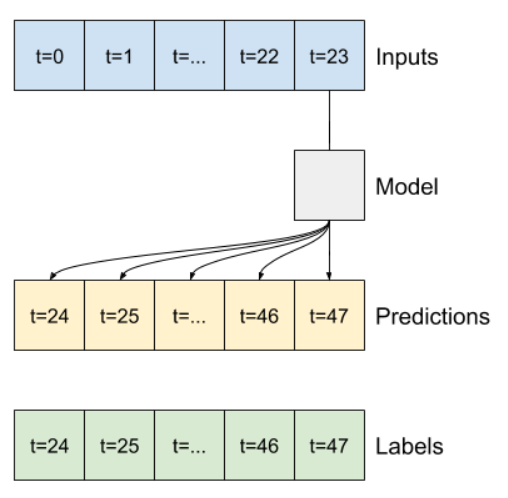 t=0 t=1 t=... t=22 t=23 Inputs
Model
t=24 t=25 t=... t=46 t=47 Predictions
t=24 t=25 t=... t=46 t=47 Labels